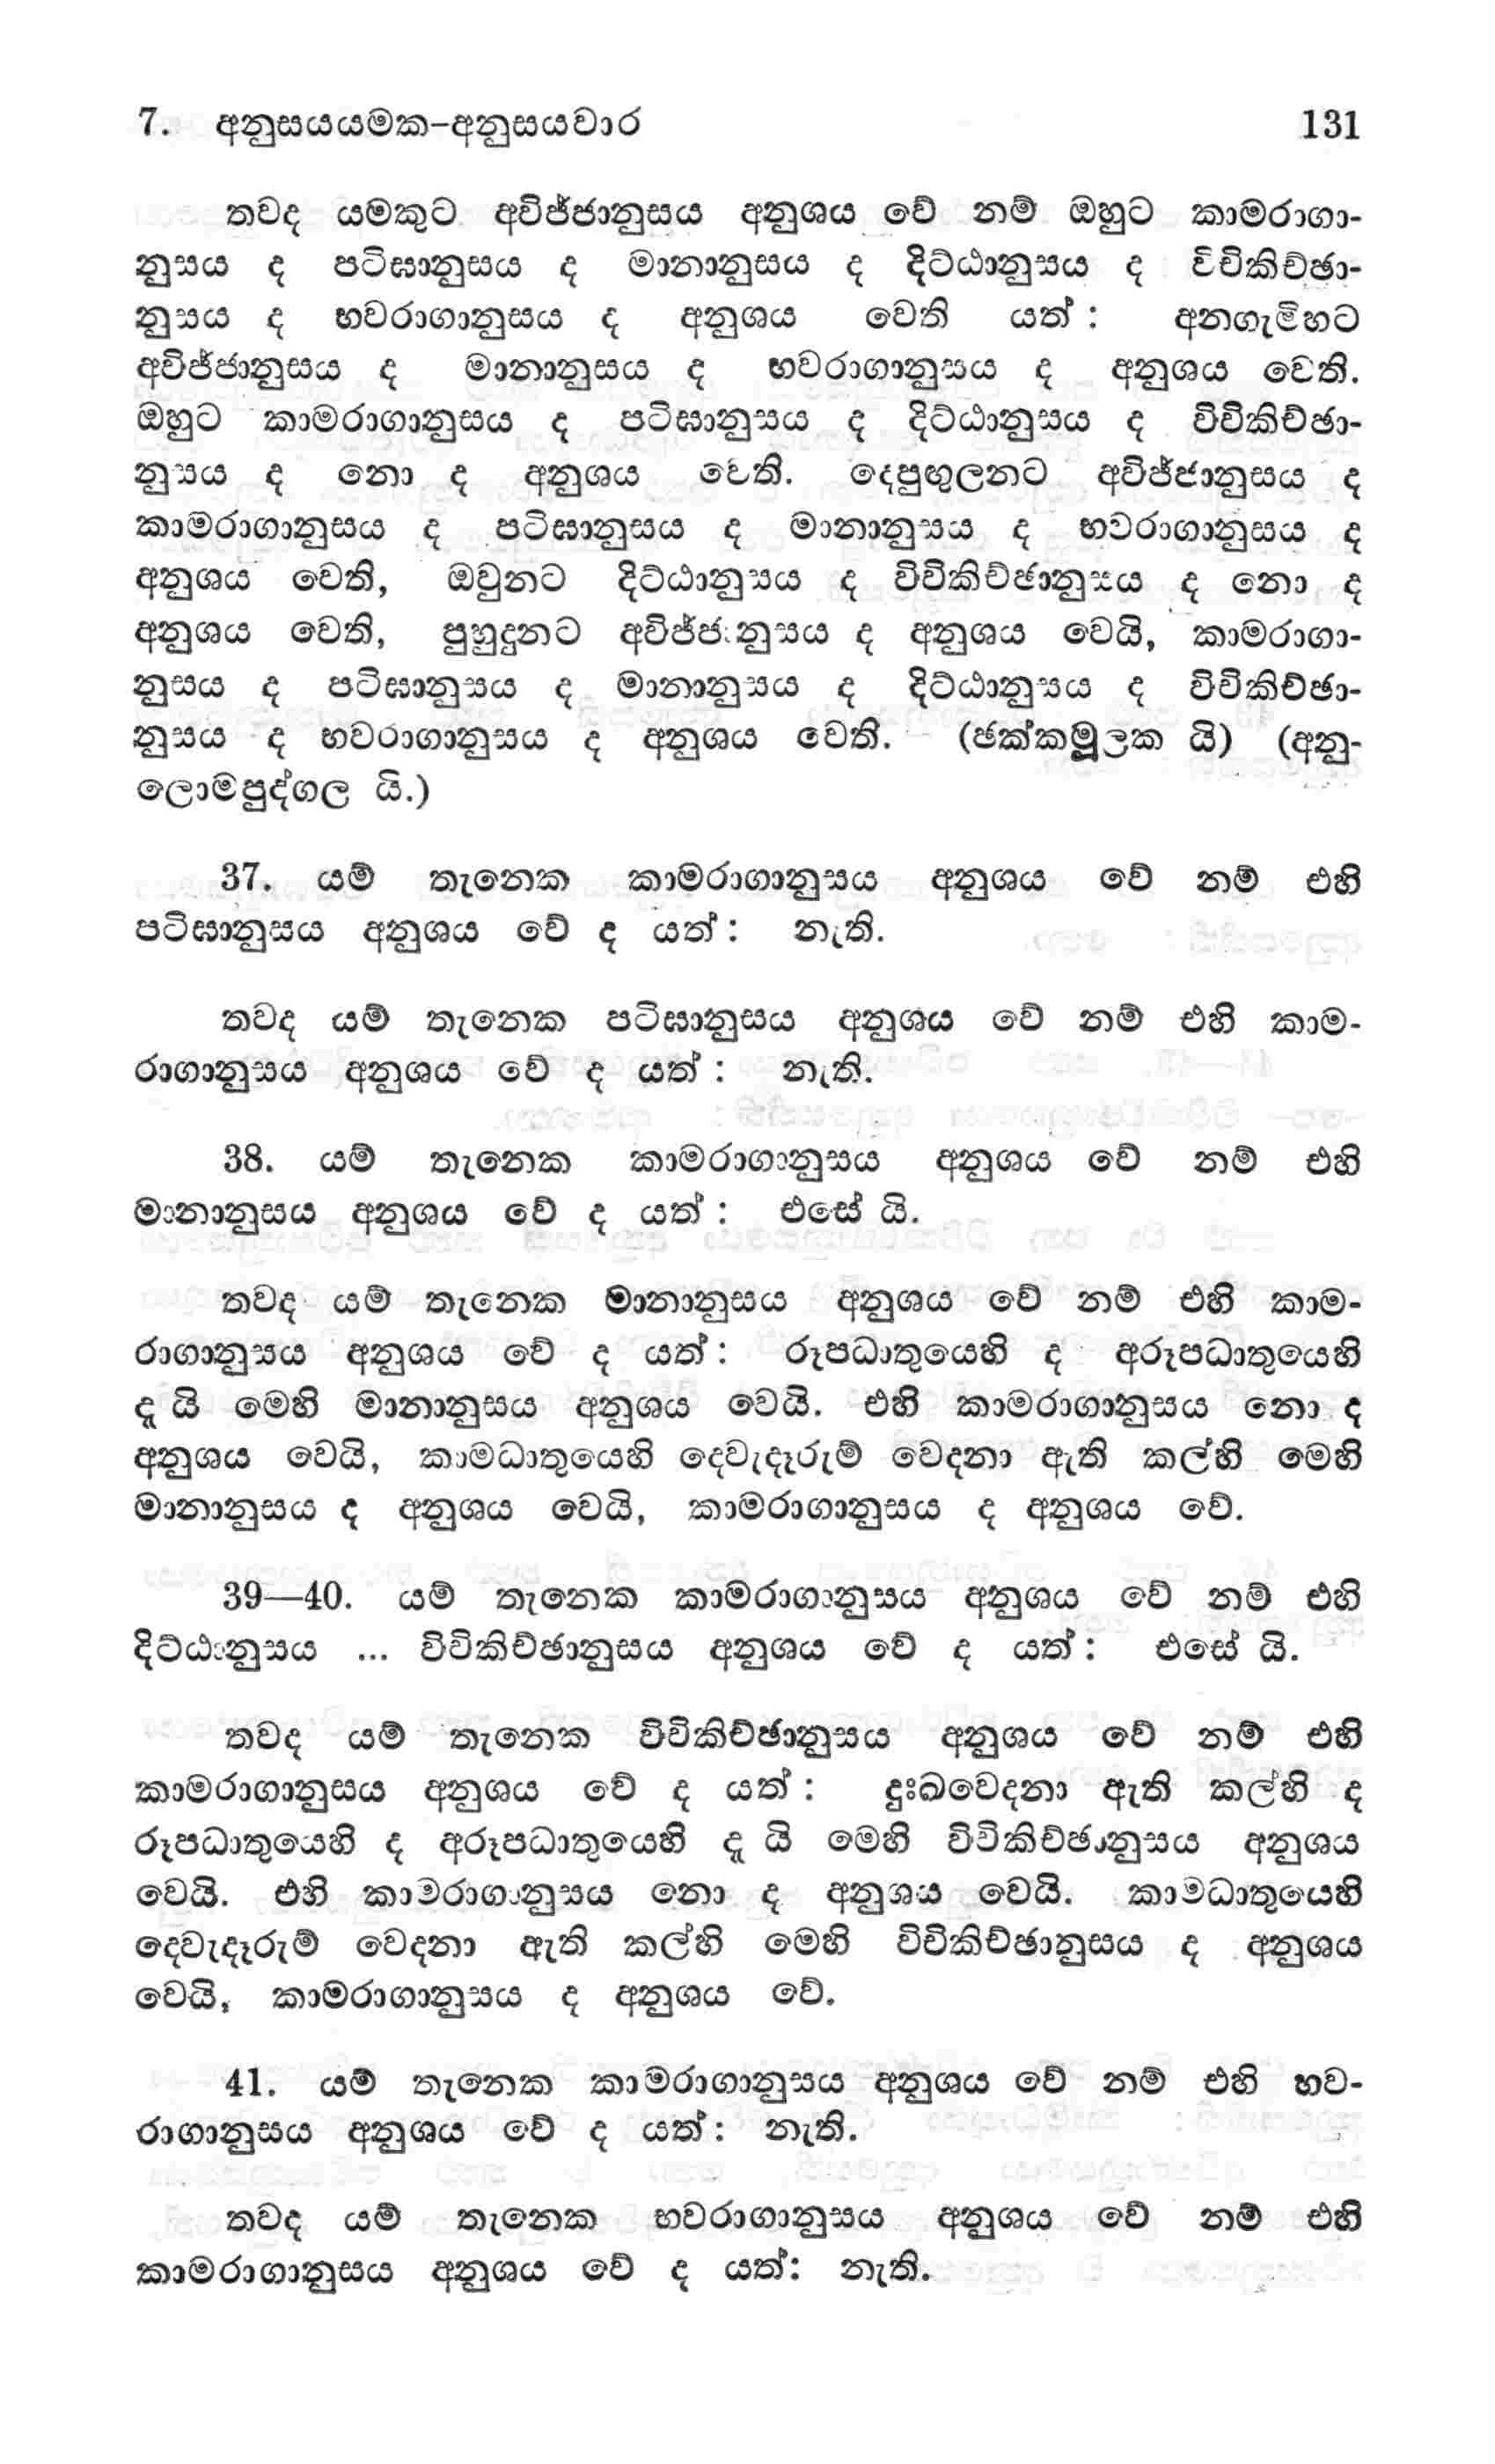 7. අනුසයයමක-අනුසයවාර 131
තවද යමකුට අවිජ්ජානුසය අනුශය වේ නම් ඔහුට කාමරාගා-
නුසය ද පටිඝානුසය ද මානානුසය ද දිට්ඨානුසය ද විචිකිච්ඡා-
නුසය ද භවරාගානුසය ද අනුශය වෙති යත් : අනගැමිහට
අවිජ්ජානුසය ද මානානුසය ද භවරාගානුසය ද අනුශය වෙති.
ඔහුට කාමරාගානුසය ද පටිඝානුසය ද දිට්ඨානුසය ද විචිකිච්ඡා-
නුසය ද නො ද අනුශය වෙති. දෙපුඟුලනට අවිජ්ජානුසය ද
කාමරාගානුසය ද පටිඝානුසය ද මානානුසය ද භවරාගානුසය ද
අනුශය වෙති, ඔවුනට දිට්ඨානුසය ද විචිකිච්ඡානුසය ද නො ද
අනුශය වෙති, පුහුදුනට අවිජ්ජානුසය ද අනුශය වෙයි, කාමරාගා-
නුසය ද පටිඝානුසය ද මානානුසය ද දිට්ඨානුසය ද විචිකිච්ඡා-
නුසය ද භවරාගානුසය ද අනුශය වෙති. (ඡක්කමූලක යි) (අනු-
ලොමපුද්ගල යි.)
37. යම් තැනෙක කාමරාගානුසය අනුශය වේ නම් එහි
පටිඝානුසය අනුශය වේ ද යත් : නැති.
තවද යම් තැනෙක පටිඝානුසය අනුශය වේ නම් එහි කාම-
රාගානුසය අනුශය වේ ද යත් : නැති.
38. යම් තැනෙක කාමරාගානුසය අනුශය වේ නම් එහි
මානානුසය අනුශය වේ ද යත් : එසේ යි.
තවද යම් තැනෙක මානානුසය අනුශය වේ නම් එහි කාම-
රාගානුසය අනුශය වේ ද යත් : රූපධාතුයෙහි ද අරූපධාතුයෙහි
දැ යි මෙහි මානානුසය අනුශය වෙයි. එහි කාමරාගානුසය නො ද
අනුශය වෙයි, කාමධාතුයෙහි දෙවැදෑරුම් වෙදනා ඇති කල්හි මෙහි
මානානුසය ද අනුශය වෙයි, කාමරාගානුසය ද අනුශය වේ.
39—40. යම් තැනෙක කාමරාගානුසය අනුශය වේ නම් එහි
දිට්ඨානුසය ... විචිකිච්ඡානුසය අනුශය වේ ද යත් : එසේ යි.
තවද යම් තැනෙක විචිකිච්ඡානුසය අනුශය වේ නම් එහි
කාමරාගානුසය අනුශය වේ ද යත් : දුඃඛවෙදනා ඇති කල්හි ද
රූපධාතුයෙහි ද අරූපධාතුයෙහි දැ යි මෙහි විචිකිච්ඡානුසය අනුශය
වෙයි. එහි කාමරාගානුසය නො ද අනුශය වෙයි. කාමධාතුයෙහි
දෙවැදෑරුම් වෙදනා ඇති කල්හි මෙහි විචිකිච්ඡානුසය ද අනුශය
වෙයි, කාමරාගානුසය ද අනුශය වේ.
41. යම් තැනෙක කාමරාගානුසය අනුශය වේ නම් එහි භව-
රාගානුසය අනුශය වේ ද යත් : නැති.
තවද යම් තැනෙක භවරාගානුසය අනුශය වේ නම් එහි
කාමරාගානුසය අනුශය වේ ද යත්: නැති.